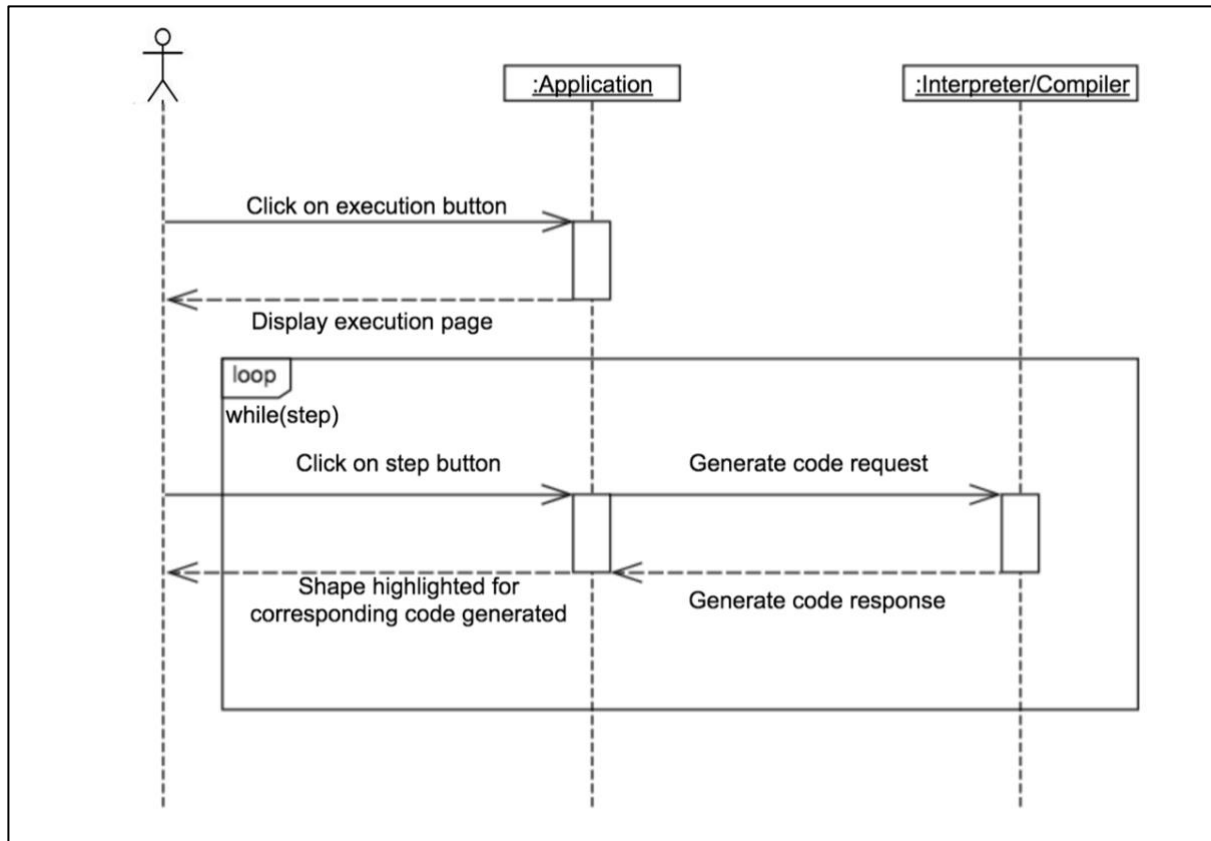 :Application
:Interpreter/Compiler
Click on execution button
Display execution page
loop
while(step)
Click on step button
Generate code request
Shape highlighted for
corresponding code generated
Generate code response